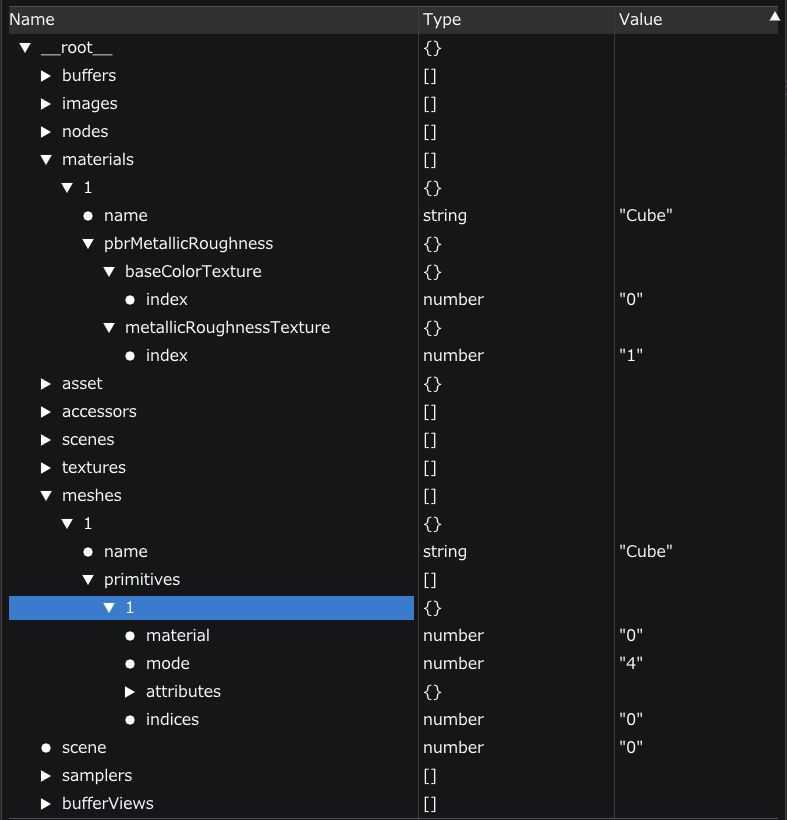 Name Type Value
__root__ {}
buffers []
images []
nodes []
materials []
1 {}
name string "Cube"
pbrMetallicRoughness {}
baseColorTexture {}
index number "0"
metallicRoughnessTexture {}
index number "1"
asset {}
accessors []
scenes []
textures []
meshes []
1 {}
name string "Cube"
primitives []
1 {}
material number "0"
mode number "4"
attributes {}
indices number "0"
scene number "0"
samplers []
bufferViews []